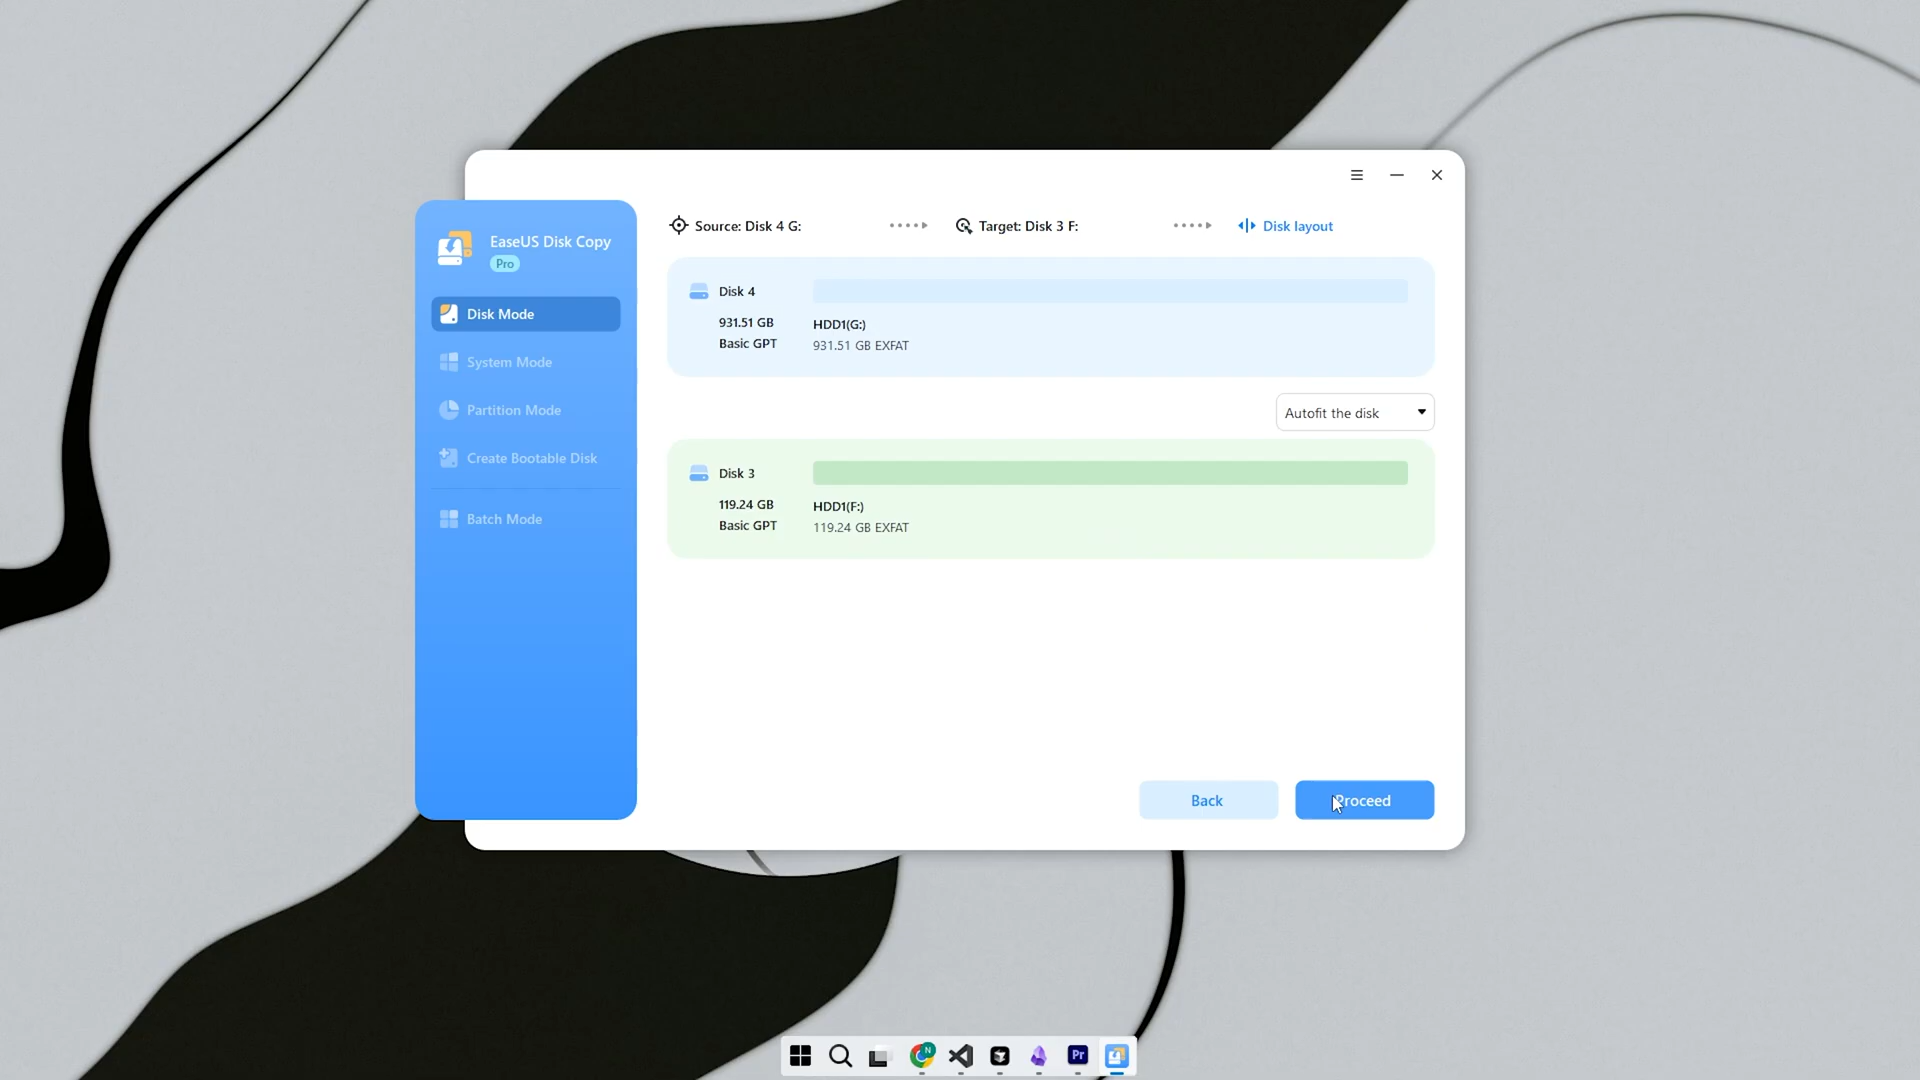 Source: Disk 4 G:
Target: Disk 3 F:
Disk layout
EaseUS Disk Copy
Pro
Disk Mode
System Mode
Partition Mode
Create Bootable Disk
Batch Mode
Disk 4
931.51 GB
Basic GPT
HDD1(G:)
931.51 GB EXFAT
Autofit the disk
Disk 3
119.24 GB
Basic GPT
HDD1(F:)
119.24 GB EXFAT
Back
Proceed
N
Pr